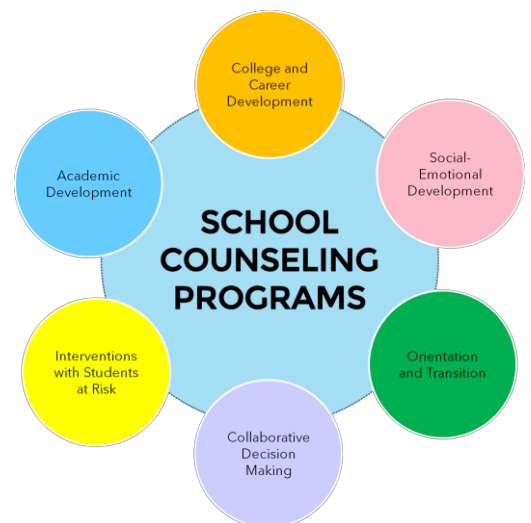 College and
Career
Development
Social-
Emotional
Development
Academic
Development
SCHOOL
COUNSELING
PROGRAMS
Orientation
and Transition
Interventions
with Students
at Risk
Collaborative
Decision
Making